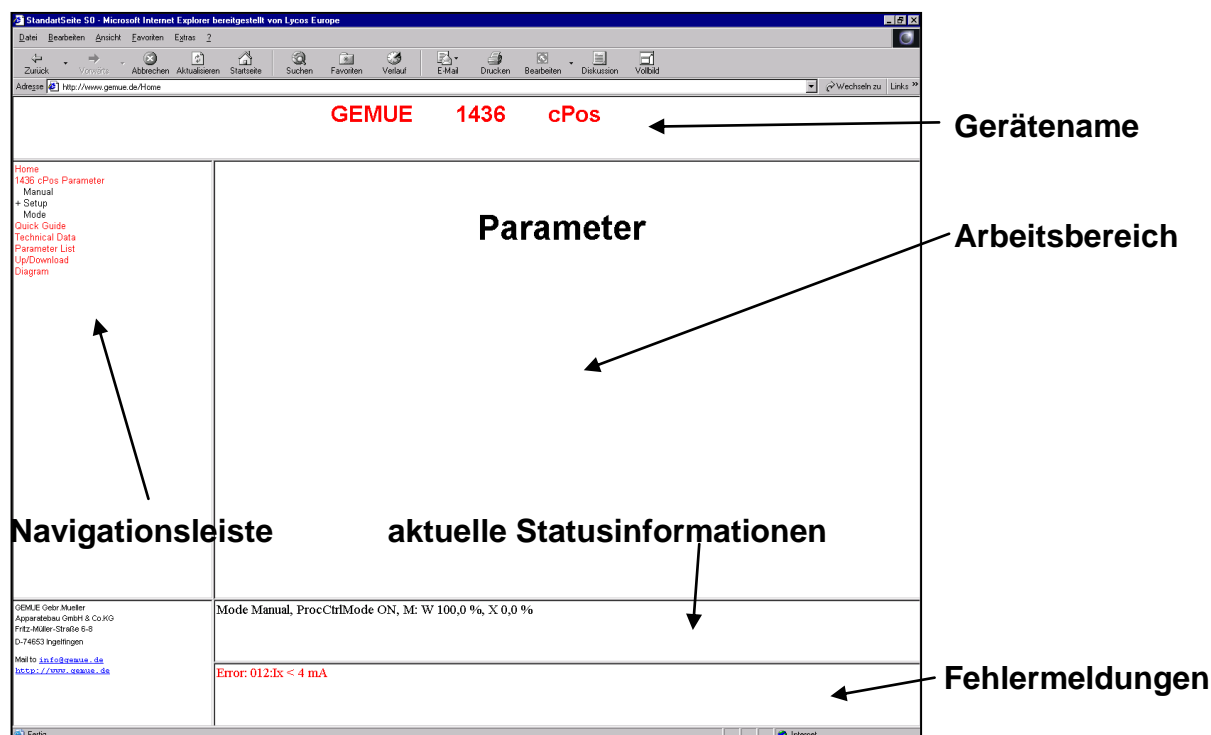 StandartSeite S0 - Microsoft Internet Explorer bereitgestellt von Lycos Europe
Datei Bearbeiten Ansicht Favoriten Extras ?
Zurück Vorwärts Abbrechen Aktualisieren Startseite Suchen Favoriten Verlauf E-Mail Drucken Bearbeiten Diskussion Vollbild
Adresse http://www.gemue.de/Home Wechseln zu Links »
GEMUE 1436 cPos
Gerätename
Home
1436 cPos Parameter
Manual
+ Setup
Mode
Quick Guide
Technical Data
Parameter List
Up/Download
Diagram
Parameter
Arbeitsbereich
Navigationsleiste
aktuelle Statusinformationen
GEMUE Gebr.Mueller
Apparatebau GmbH & Co.KG
Fritz-Müller-Straße 6-8
D-74653 Ingelfingen
Mail to info@gemue.de
http://www.gemue.de
Mode Manual, ProcCtrlMode ON, M: W 100,0 %, X 0,0 %
Error: 012:Ix < 4 mA
Fehlermeldungen
Fertig Internet